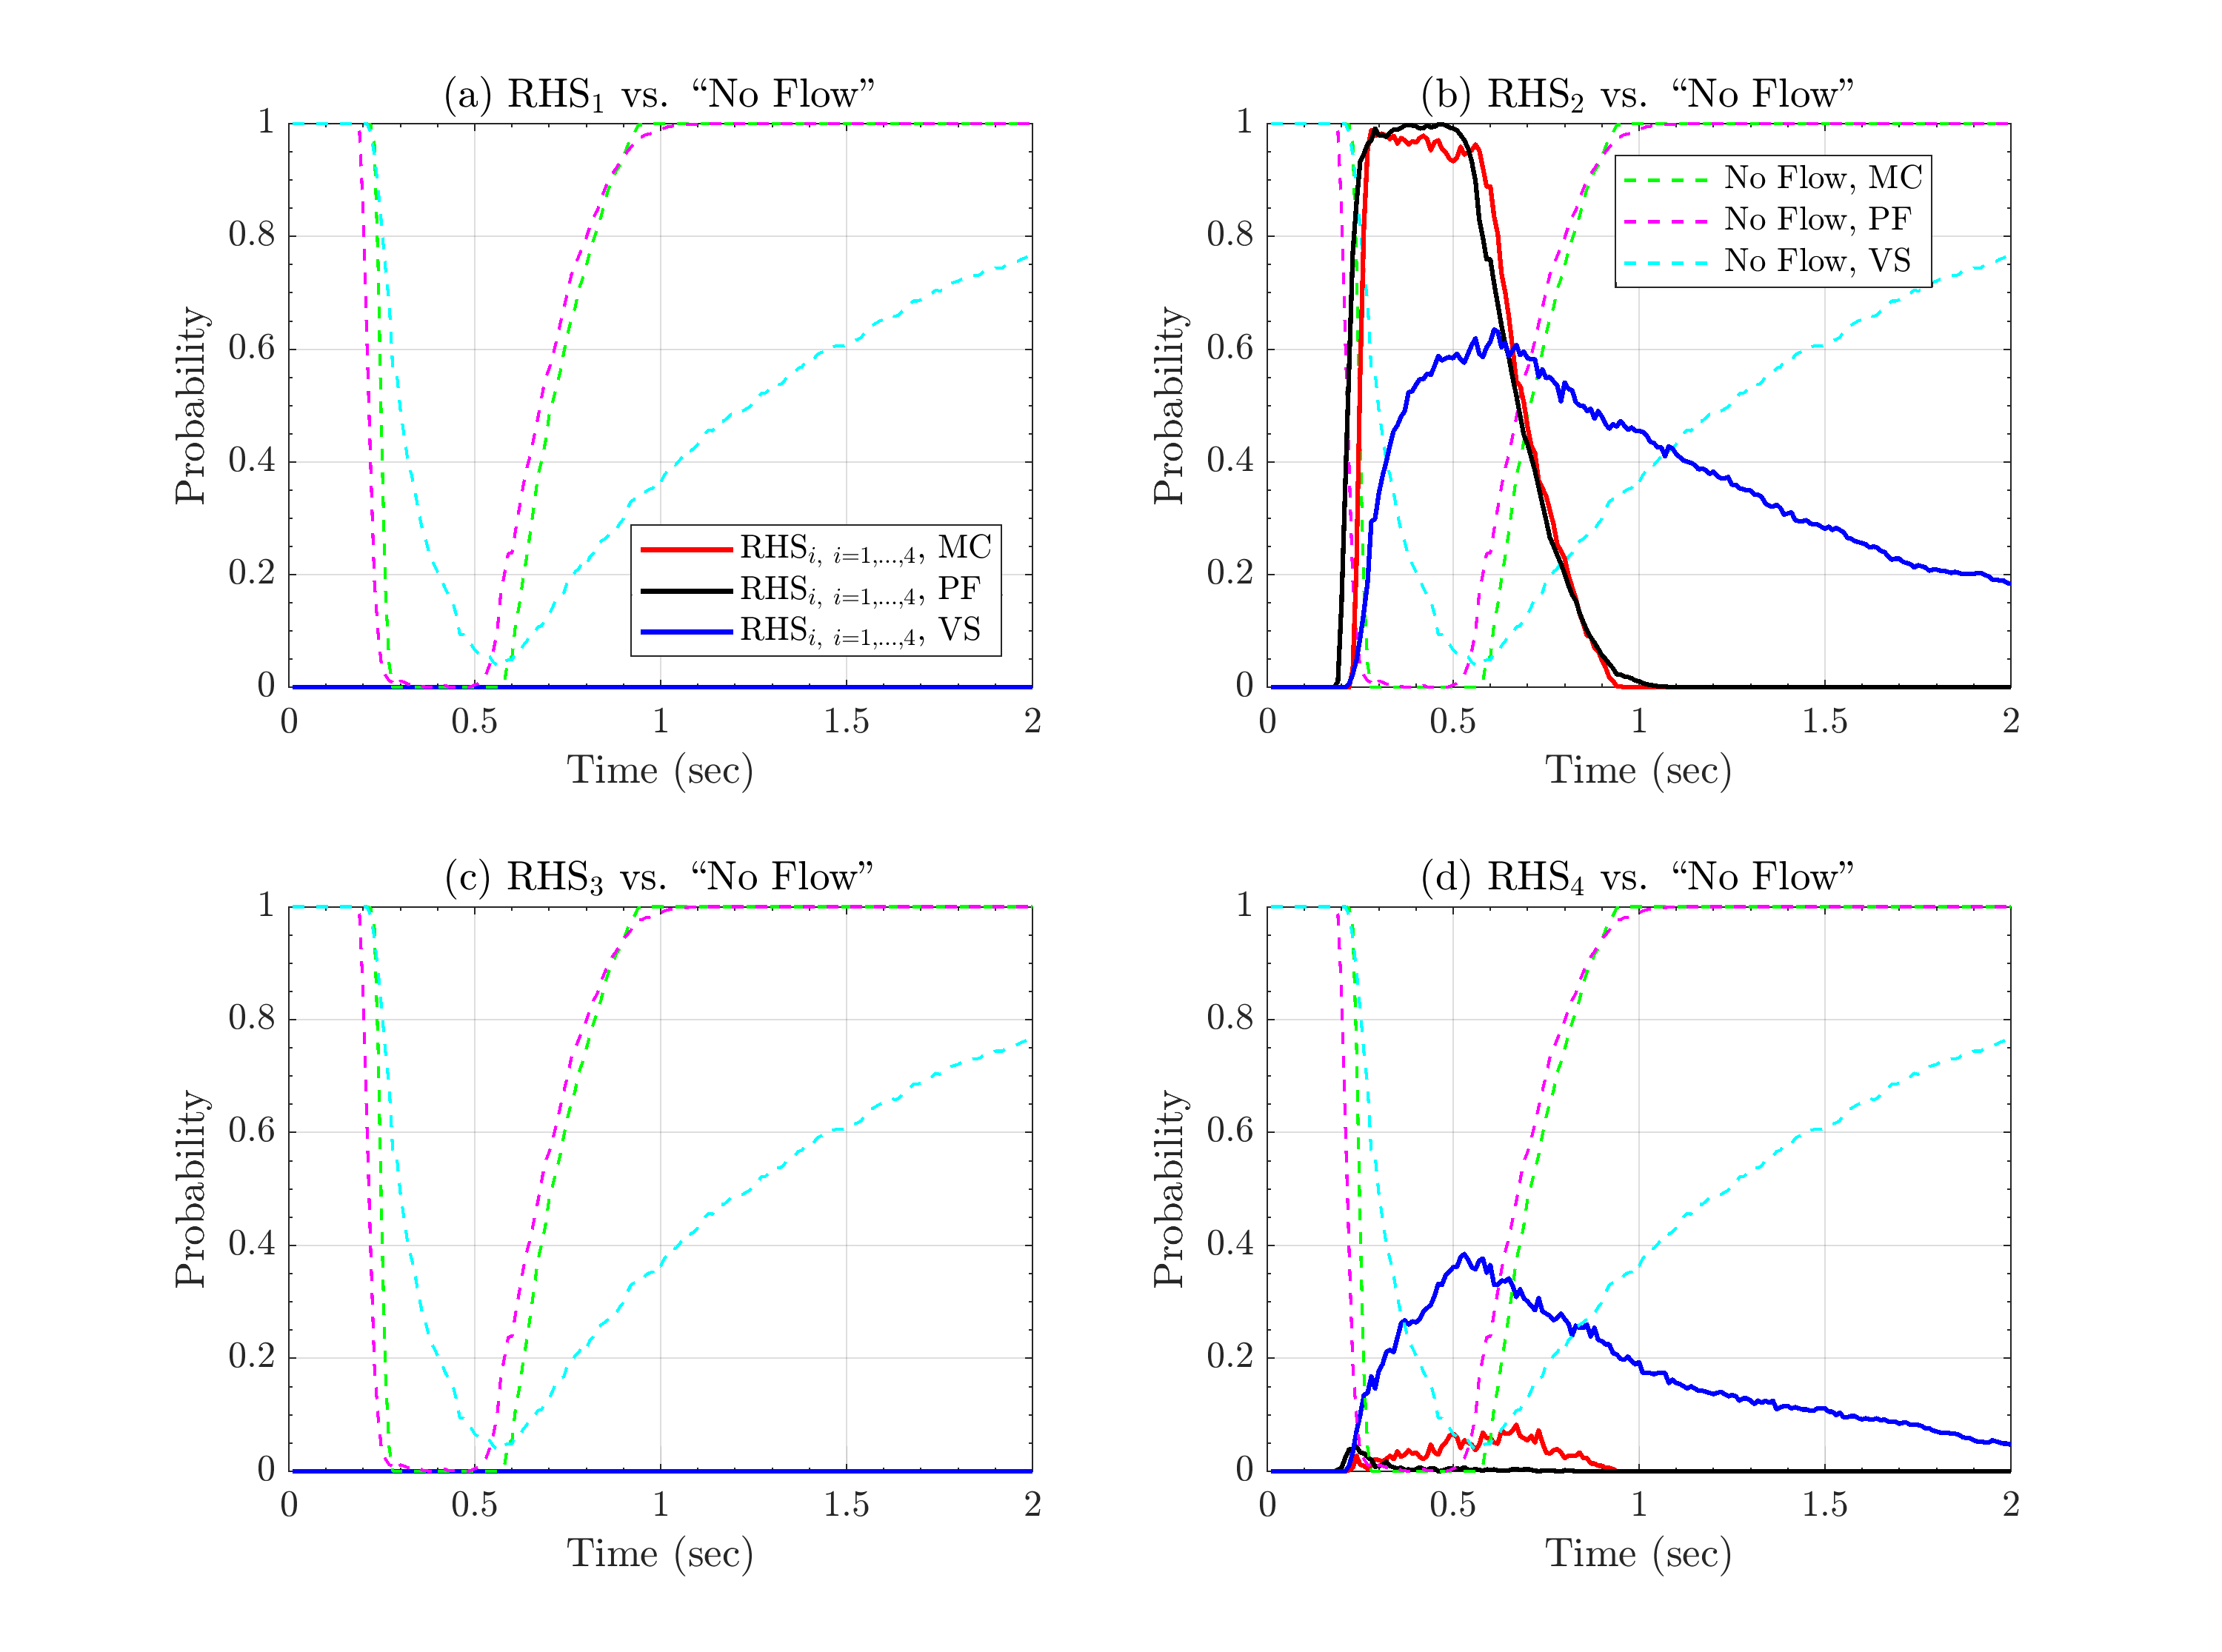 (a) RHS₁ vs. “No Flow”
1
0.8
0.6
0.4
0.2
0
Probability
RHSᵢ, ᵢ₌₁,...,₄, MC
RHSᵢ, ᵢ₌₁,...,₄, PF
RHSᵢ, ᵢ₌₁,...,₄, VS
0 0.5 1 1.5 2
Time (sec)
(b) RHS₂ vs. “No Flow”
1
0.8
0.6
0.4
0.2
0
Probability
No Flow, MC
No Flow, PF
No Flow, VS
0 0.5 1 1.5 2
Time (sec)
(c) RHS₃ vs. “No Flow”
1
0.8
0.6
0.4
0.2
0
Probability
0 0.5 1 1.5 2
Time (sec)
(d) RHS₄ vs. “No Flow”
1
0.8
0.6
0.4
0.2
0
Probability
0 0.5 1 1.5 2
Time (sec)